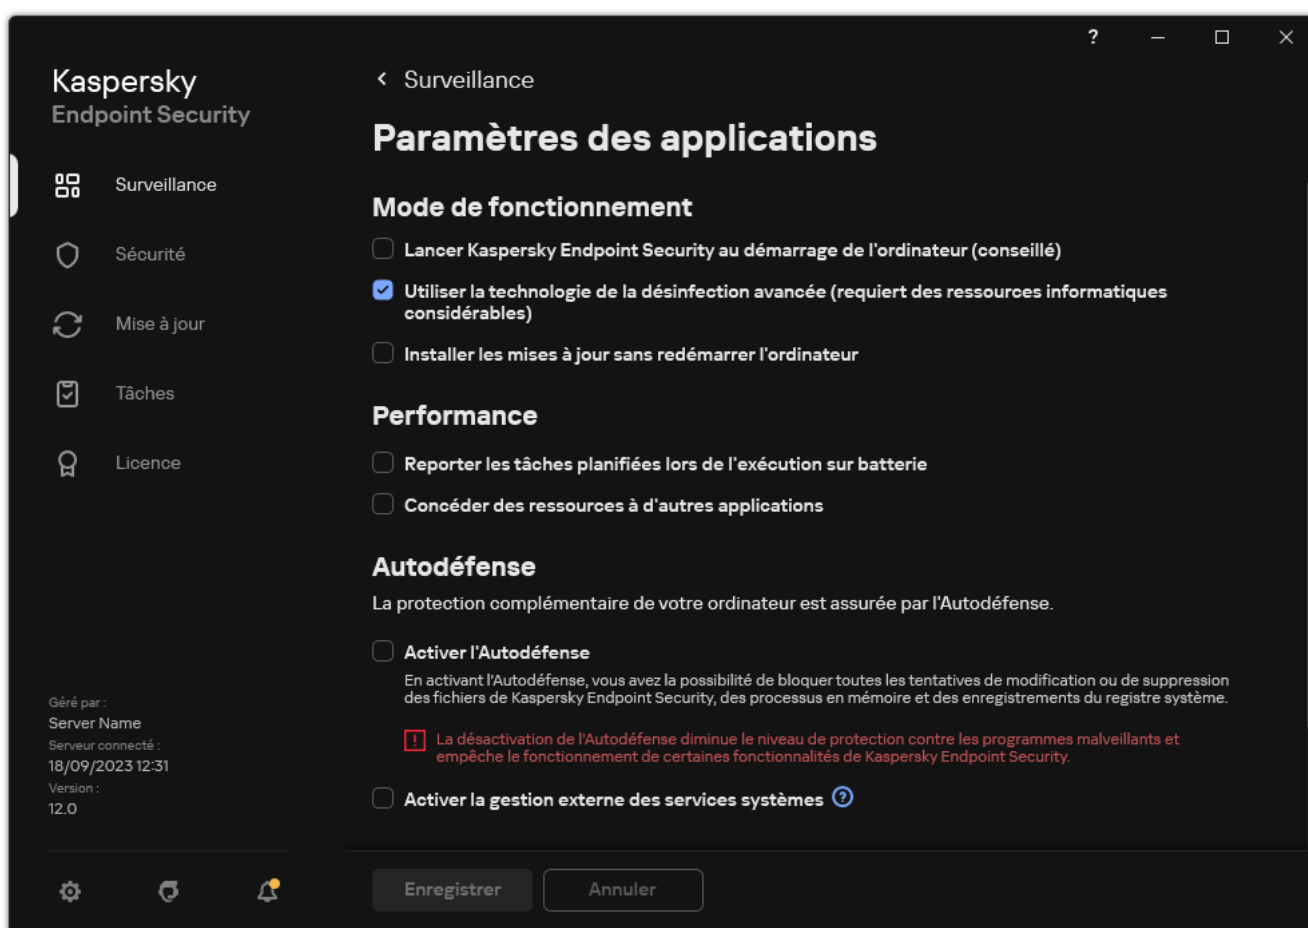 ?
Kaspersky
Endpoint Security
Surveillance
Sécurité
Mise à jour
Tâches
Licence
Géré par :
Server Name
Serveur connecté :
18/09/2023 12:31
Version :
12.0
Surveillance
Paramètres des applications
Mode de fonctionnement
Lancer Kaspersky Endpoint Security au démarrage de l'ordinateur (conseillé)
Utiliser la technologie de la désinfection avancée (requiert des ressources informatiques
considérables)
Installer les mises à jour sans redémarrer l'ordinateur
Performance
Reporter les tâches planifiées lors de l'exécution sur batterie
Concéder des ressources à d'autres applications
Autodéfense
La protection complémentaire de votre ordinateur est assurée par l'Autodéfense.
Activer l'Autodéfense
En activant l'Autodéfense, vous avez la possibilité de bloquer toutes les tentatives de modification ou de suppression
des fichiers de Kaspersky Endpoint Security, des processus en mémoire et des enregistrements du registre système.
La désactivation de l'Autodéfense diminue le niveau de protection contre les programmes malveillants et
empêche le fonctionnement de certaines fonctionnalités de Kaspersky Endpoint Security.
Activer la gestion externe des services systèmes ?
Enregistrer
Annuler